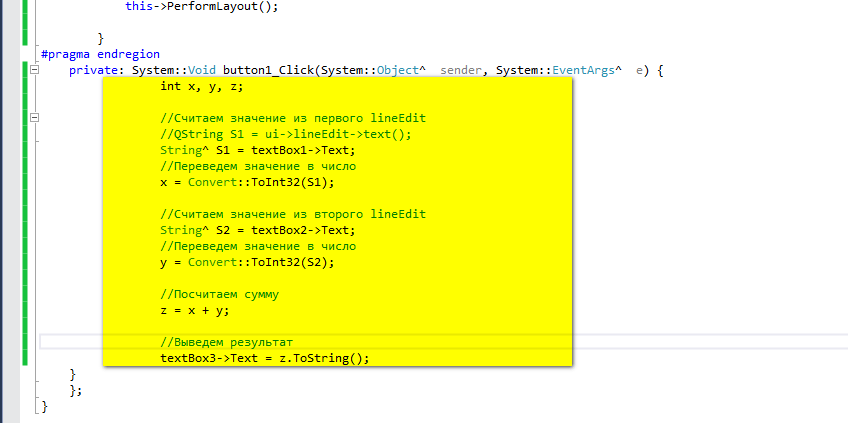 this->PerformLayout();
}
#pragma endregion
private: System::Void button1_Click(System::Object^  sender, System::EventArgs^  e) {
int x, y, z;
//Считаем значение из первого lineEdit
//QString S1 = ui->lineEdit->text();
String^ S1 = textBox1->Text;
//Переведем значение в число
x = Convert::ToInt32(S1);
//Считаем значение из второго lineEdit
String^ S2 = textBox2->Text;
//Переведем значение в число
y = Convert::ToInt32(S2);
//Посчитаем сумму
z = x + y;
//Выведем результат
textBox3->Text = z.ToString();
}
};
}